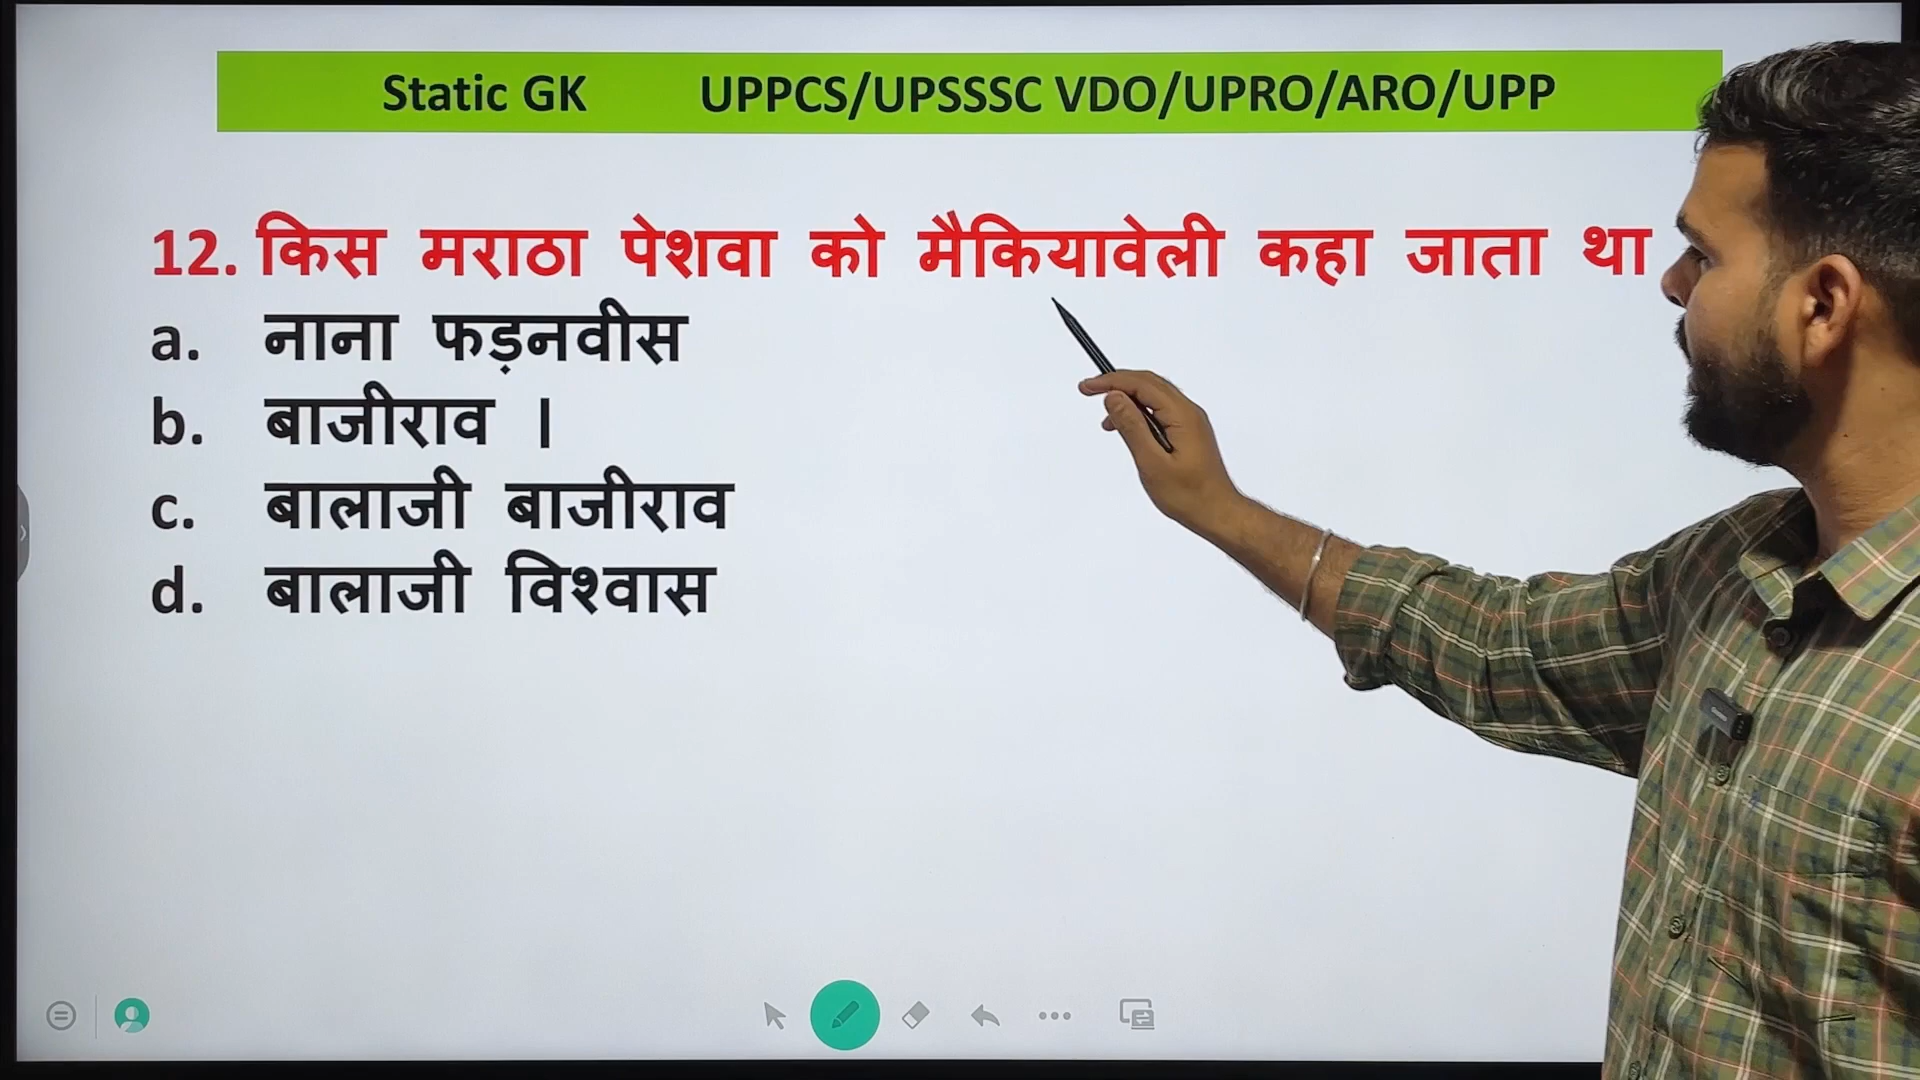 Static GK UPPCS/UPSSSC VDO/UPRO/ARO/UPP
12. किस मराठा पेशवा को मैकियावेली कहा जाता था
a. नाना फड़नवीस
b. बाजीराव ।
c. बालाजी बाजीराव
d. बालाजी विश्वास